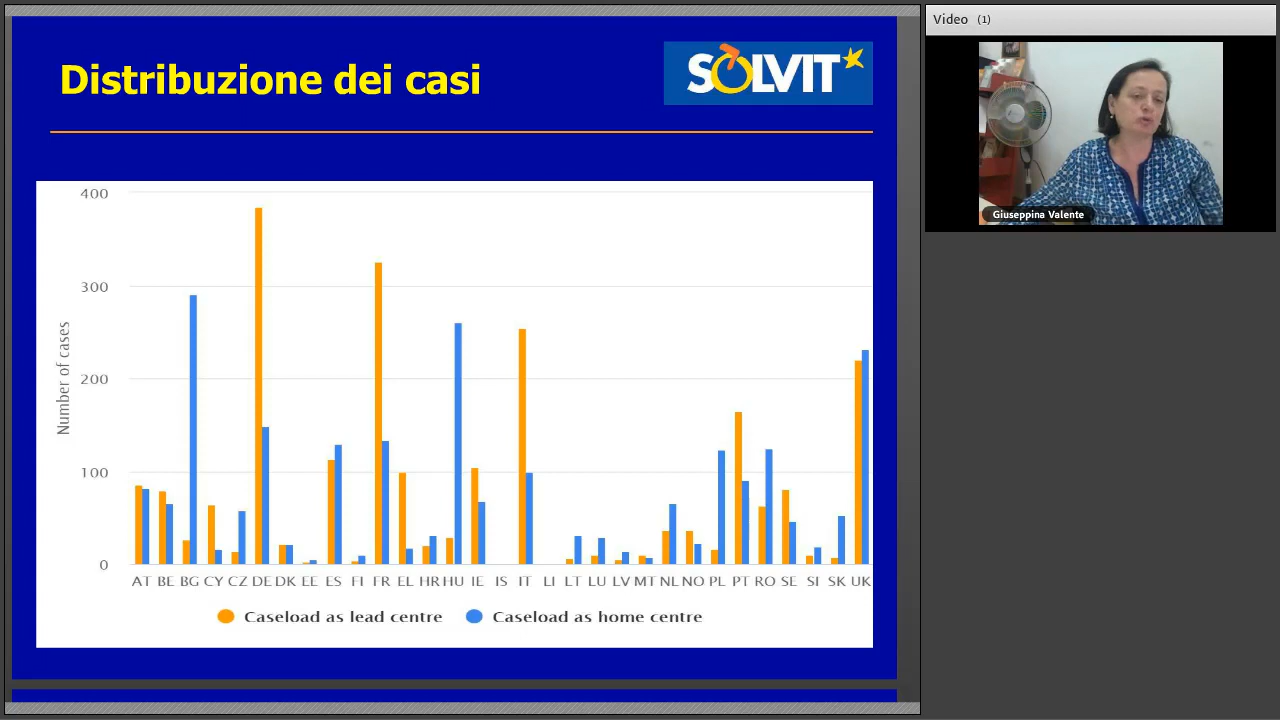 Distribuzione dei casi
SOLVIT
400
300
200
100
0
Number of cases
AT BE BG CY CZ DE DK EE ES FI FR EL HR HU IE IS IT LI LT LU LV MT NL NO PL PT RO SE SI SK UK
Caseload as lead centre Caseload as home centre
Video (1)
Giuseppina Valente